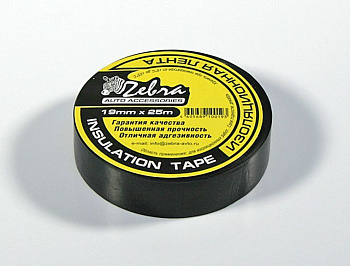 Zebra
AUTO ACCESSORIES
19mm x 25m
Гарантия качества
Повышенная прочность
Отличная адгезивность
e-mail: info@zebra-avto.ru
INSULATION TAPE
ИЗОЛЯЦИОННАЯ ЛЕНТА